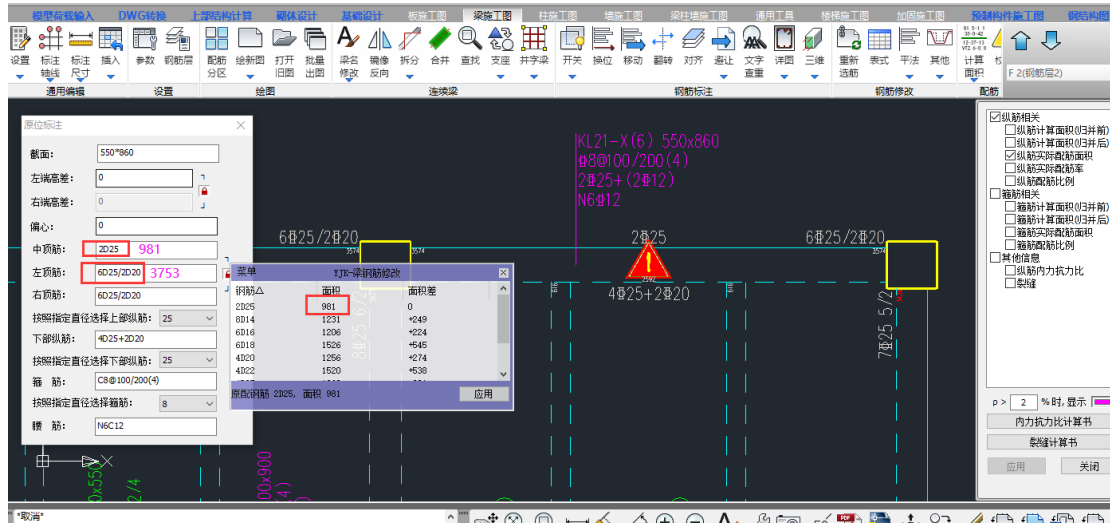 模型荷载输入 DWG转换 上部结构计算 砌体设计 基础设计 板施工图 梁施工图 柱施工图 墙施工图 梁柱墙施工图 通用工具 楼梯施工图 加固施工图 预制构件施工图 钢结构图
设置 标注轴线 标注尺寸 插入 参数 钢筋层 配筋分区 绘新图 打开旧图 批量出图 梁名修改 镜像反向 拆分 合并 查找 支座 井字梁 开关 换位 移动 翻转 对齐 避让 文字查重 详图 三维 重新选筋 表式 平法 其他 计算面积
F 2(钢筋层2)
通用编辑 设置 绘图 连续梁 钢筋标注 钢筋修改 配筋
原位标注
截面: 550*860
左端高差: 0
右端高差: 0
偏心: 0
中顶筋: 2D25 981
左顶筋: 6D25/2D20 3753
右顶筋: 6D25/2D20
按照指定直径选择上部纵筋: 25
下部纵筋: 4D25+2D20
按照指定直径选择下部纵筋: 25
箍 筋: C8@100/200(4)
按照指定直径选择箍筋: 8
腰 筋: N6C12
菜单 YJK-梁钢筋修改
钢筋△ 面积 面积差
2D25 981 0
8D14 1231 +249
6D16 1206 +224
6D18 1526 +545
4D20 1256 +274
4D22 1520 +538
原配钢筋 2D25, 面积 981 应用
KL21-X(6) 550x860
Φ8@100/200(4)
2Φ25+(2Φ12)
N6Φ12
6Φ25/2Φ20
2Φ25
6Φ25/2Φ20
3574
3574
3574
2592
4Φ25+2Φ20
616
616
7Φ25 5/2
8Φ25 6/2
00x900
0x550
2/4
X
纵筋相关
纵筋计算面积(归并前)
纵筋计算面积(归并后)
纵筋实际配筋面积
纵筋实际配筋率
纵筋配筋比例
箍筋相关
箍筋计算面积(归并前)
箍筋计算面积(归并后)
箍筋实际配筋面积
箍筋配筋比例
其他信息
纵筋内力抗力比
裂缝
ρ> 2 %时,显示
内力抗力比计算书
裂缝计算书
应用 关闭
*取消*